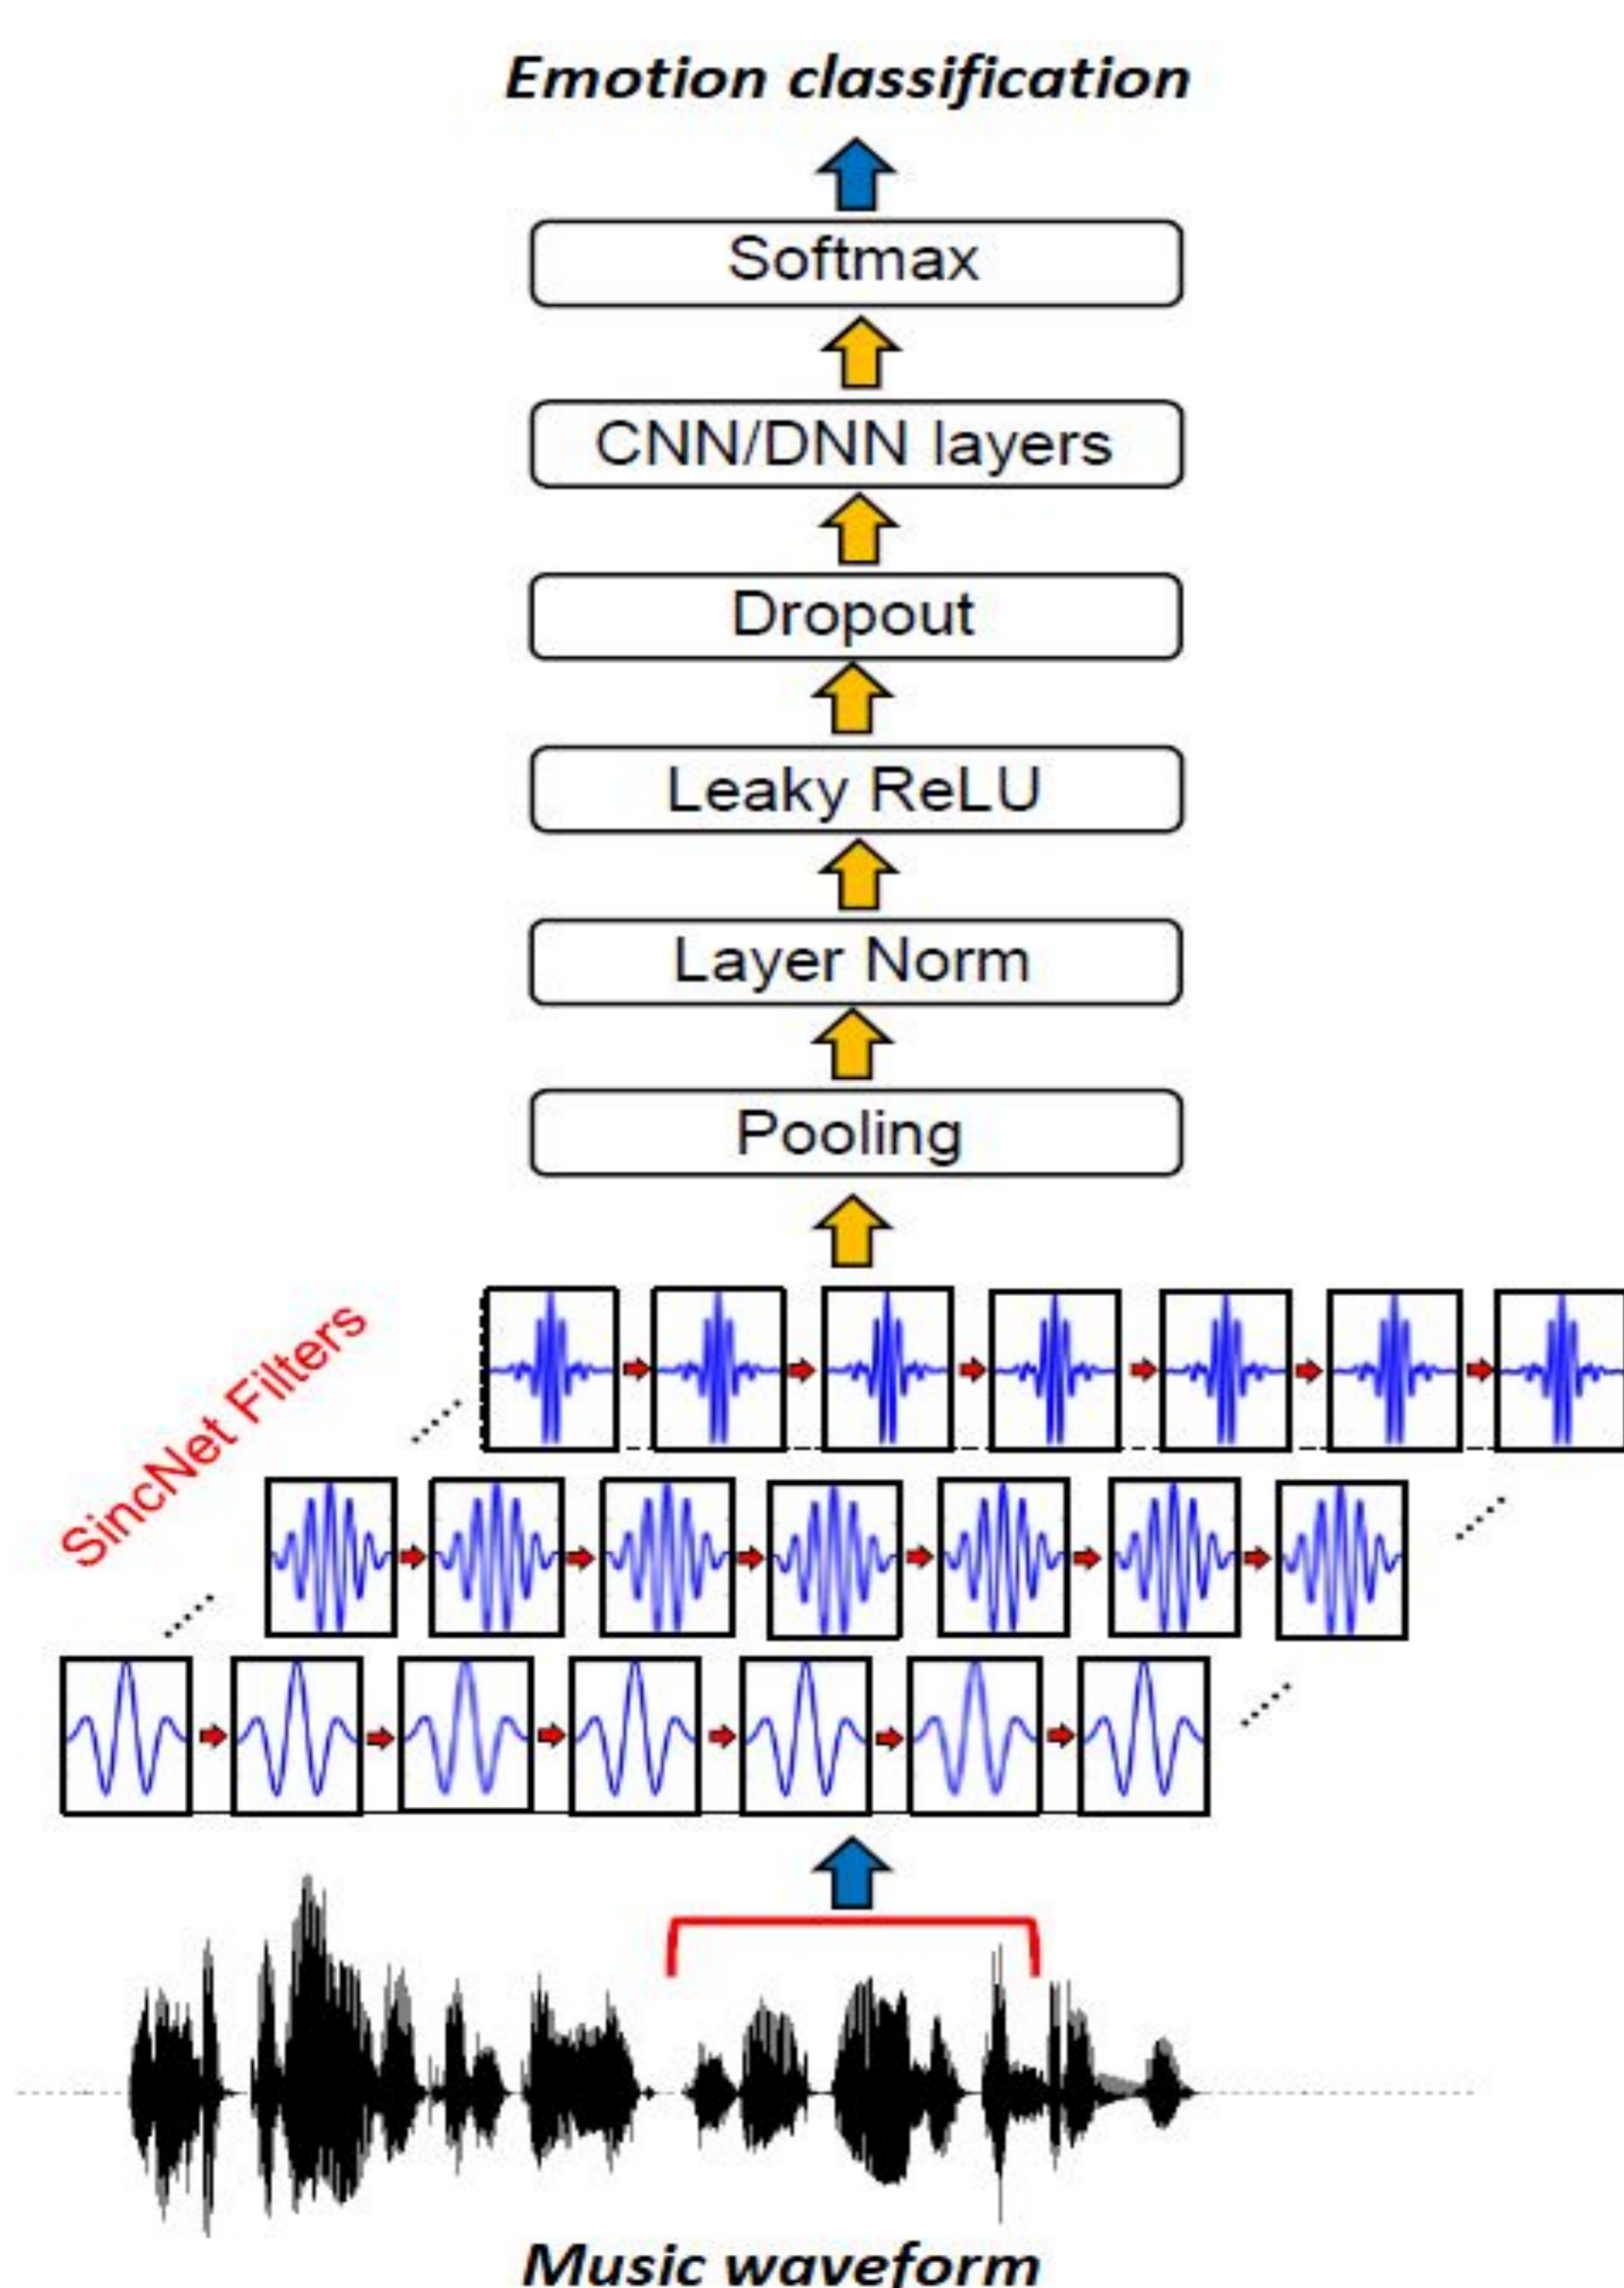 Emotion classification
Softmax
CNN/DNN layers
Dropout
Leaky ReLU
Layer Norm
Pooling
SincNet Filters
Music waveform